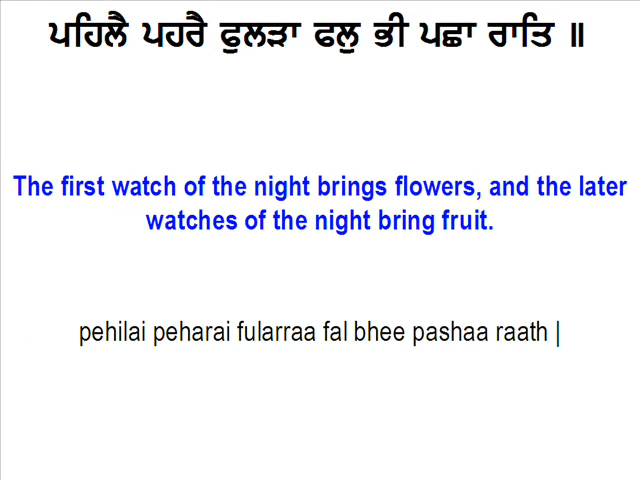 ਪਹਿਲੈ ਪਹਰੈ ਫੁਲੜਾ ਫਲੁ ਭੀ ਪਛਾ ਰਾਤਿ ॥
The first watch of the night brings flowers, and the later
watches of the night bring fruit.
pehilai peharai fularraa fal bhee pashaa raath |